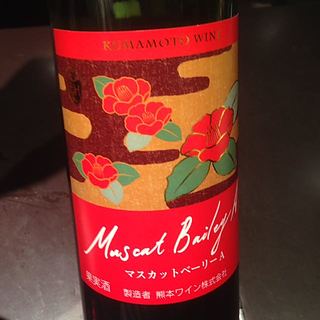 KUMAMOTO WINE
Muscat Bailey A
マスカットベーリーA
果実酒
製造者 熊本ワイン株式会社